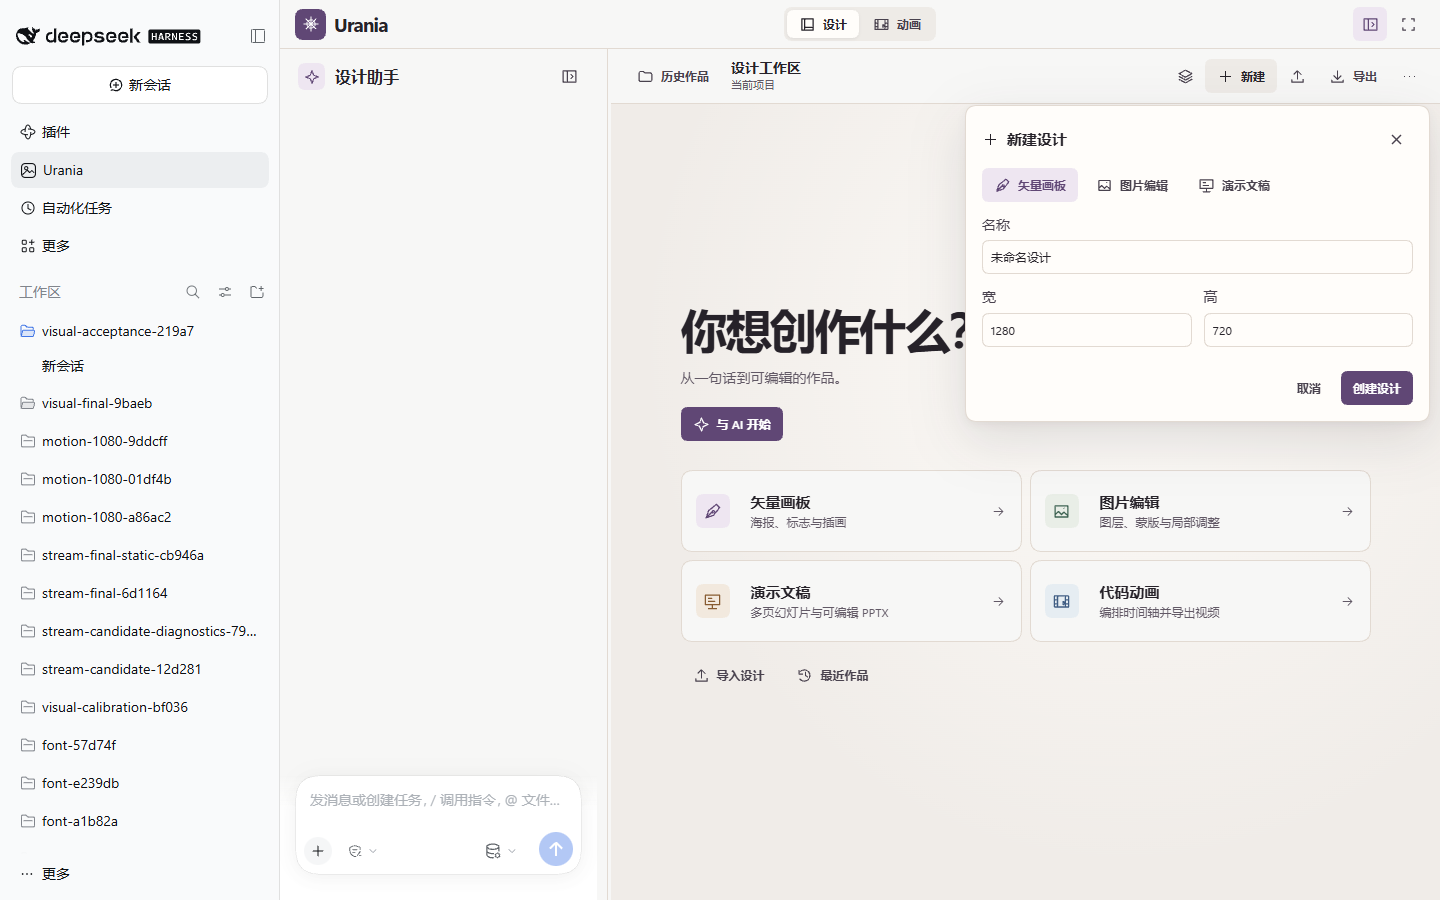 deepseek HARNESS
新会话
插件
Urania
自动化任务
更多
工作区
visual-acceptance-219a7
新会话
visual-final-9baeb
motion-1080-9ddcff
motion-1080-01df4b
motion-1080-a86ac2
stream-final-static-cb946a
stream-final-6d1164
stream-candidate-diagnostics-79...
stream-candidate-12d281
visual-calibration-bf036
font-57d74f
font-e239db
font-a1b82a
更多
Urania
设计
动画
设计助手
发消息或创建任务, / 调用指令, @ 文件...
历史作品
设计工作区
当前项目
新建
导出
新建设计
矢量画板
图片编辑
演示文稿
名称
未命名设计
宽
高
1280
720
取消
创建设计
你想创作什么?
从一句话到可编辑的作品。
与 AI 开始
矢量画板
海报、标志与插画
图片编辑
图层、蒙版与局部调整
演示文稿
多页幻灯片与可编辑 PPTX
代码动画
编排时间轴并导出视频
导入设计
最近作品